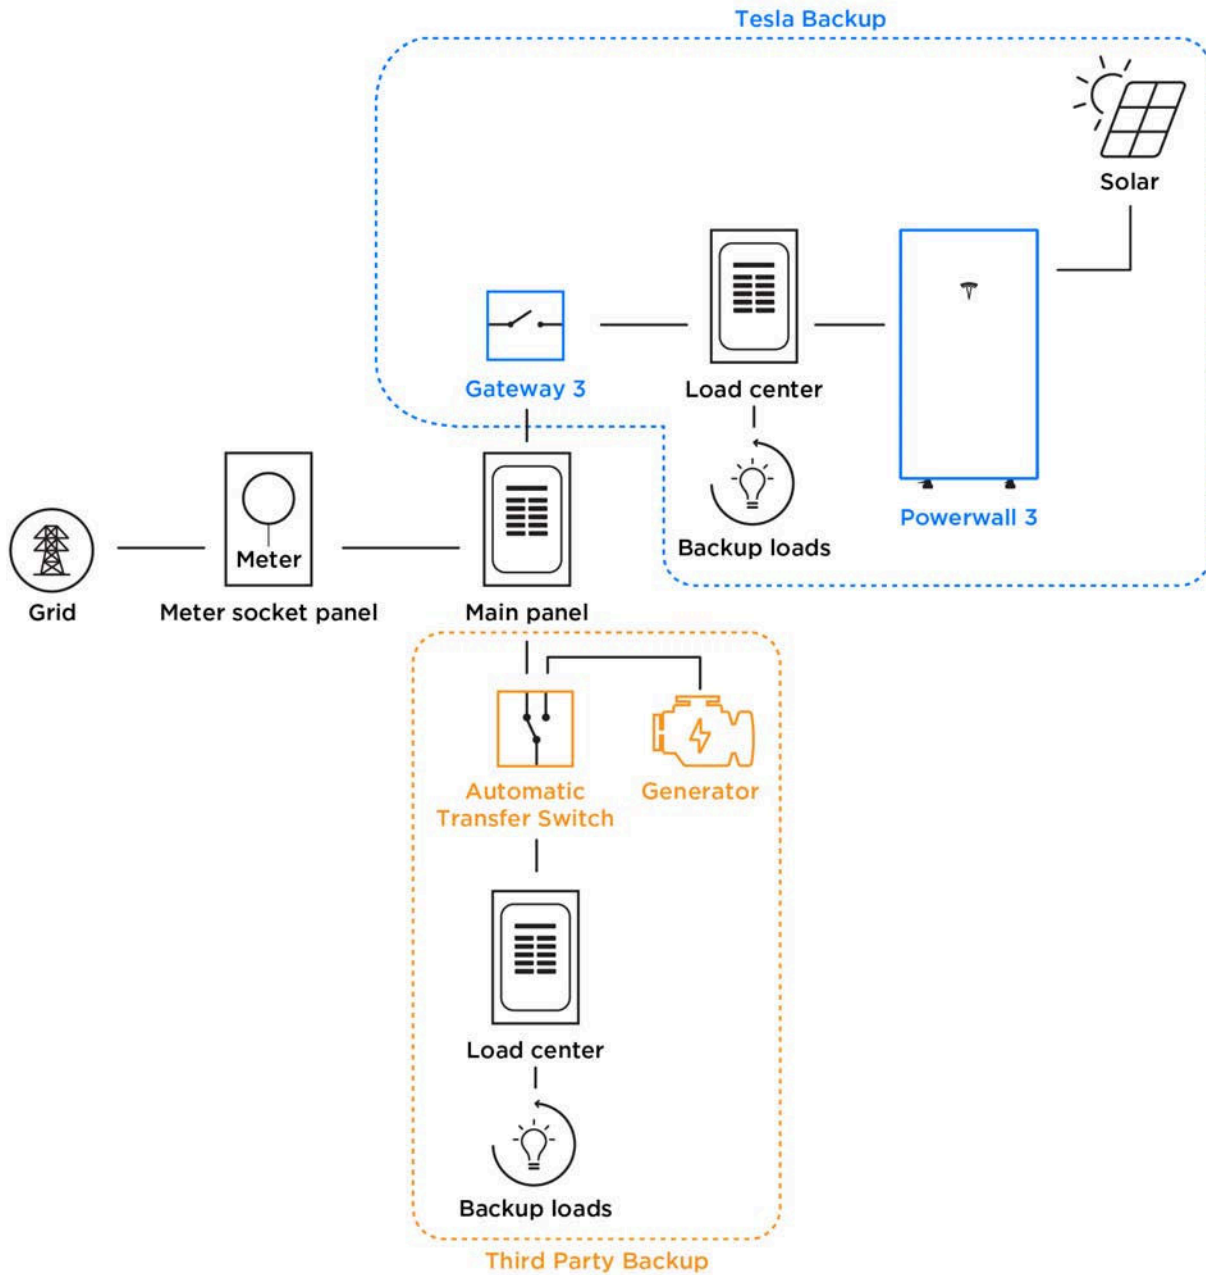 Tesla Backup
Solar
Gateway 3
Load center
Backup loads
Powerwall 3
Meter
Grid
Meter socket panel
Main panel
Automatic
Transfer Switch
Generator
Load center
Backup loads
Third Party Backup